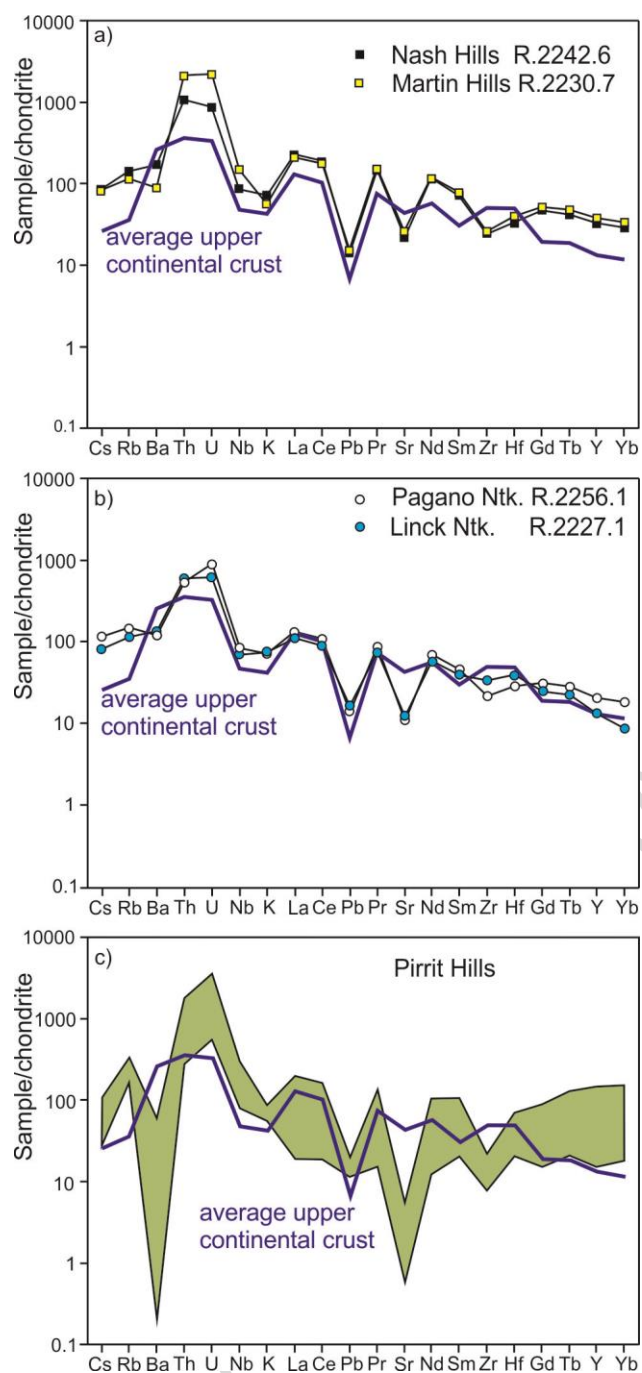 a)
Nash Hills R.2242.6
Martin Hills R.2230.7
10000
1000
100
10
1
0.1
Sample/chondrite
average upper
continental crust
Cs Rb Ba Th U Nb K La Ce Pb Pr Sr Nd Sm Zr Hf Gd Tb Y Yb
b)
Pagano Ntk. R.2256.1
Linck Ntk. R.2227.1
10000
1000
100
10
1
0.1
Sample/chondrite
average upper
continental crust
Cs Rb Ba Th U Nb K La Ce Pb Pr Sr Nd Sm Zr Hf Gd Tb Y Yb
c)
Pirrit Hills
10000
1000
100
10
1
0.1
Sample/chondrite
average upper
continental crust
Cs Rb Ba Th U Nb K La Ce Pb Pr Sr Nd Sm Zr Hf Gd Tb Y Yb